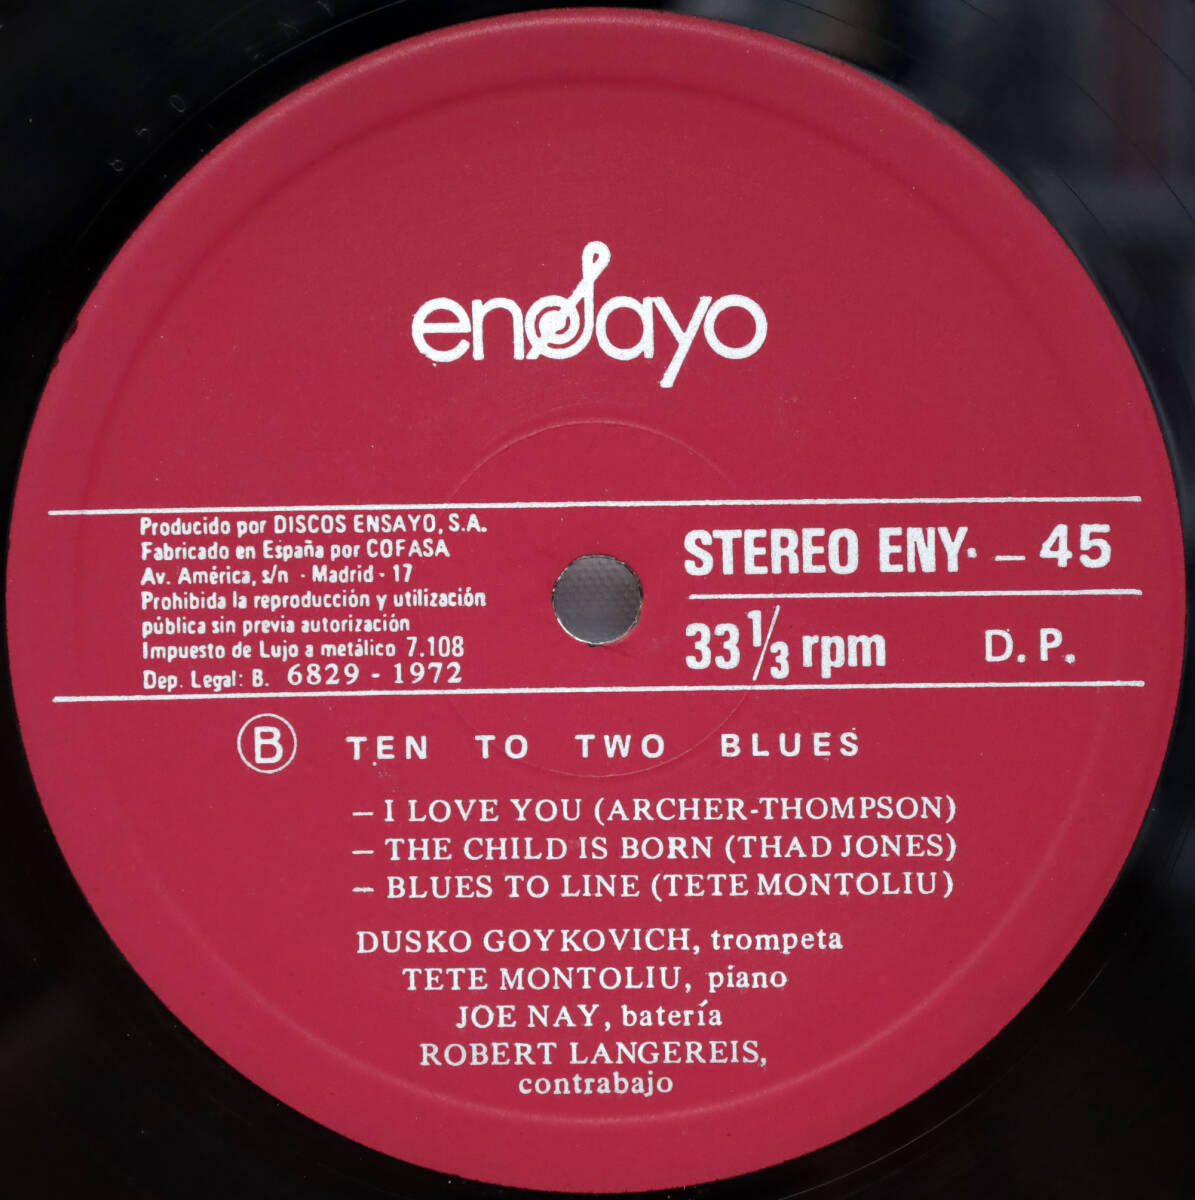 ensayo
Producido por DISCOS ENSAYO, S.A.
Fabricado en España por COFASA
Av. América, s/n - Madrid - 17
Prohibida la reproducción y utilización
pública sin previa autorización
Impuesto de Lujo a metálico 7.108
Dep. Legal: B. 6829 - 1972
STEREO ENY. - 45
33 1/3 rpm D. P.
B TEN TO TWO BLUES
- I LOVE YOU (ARCHER-THOMPSON)
- THE CHILD IS BORN (THAD JONES)
- BLUES TO LINE (TETE MONTOLIU)
DUSKO GOYKOVICH, trompeta
TETE MONTOLIU, piano
JOE NAY, batería
ROBERT LANGEREIS,
contrabajo